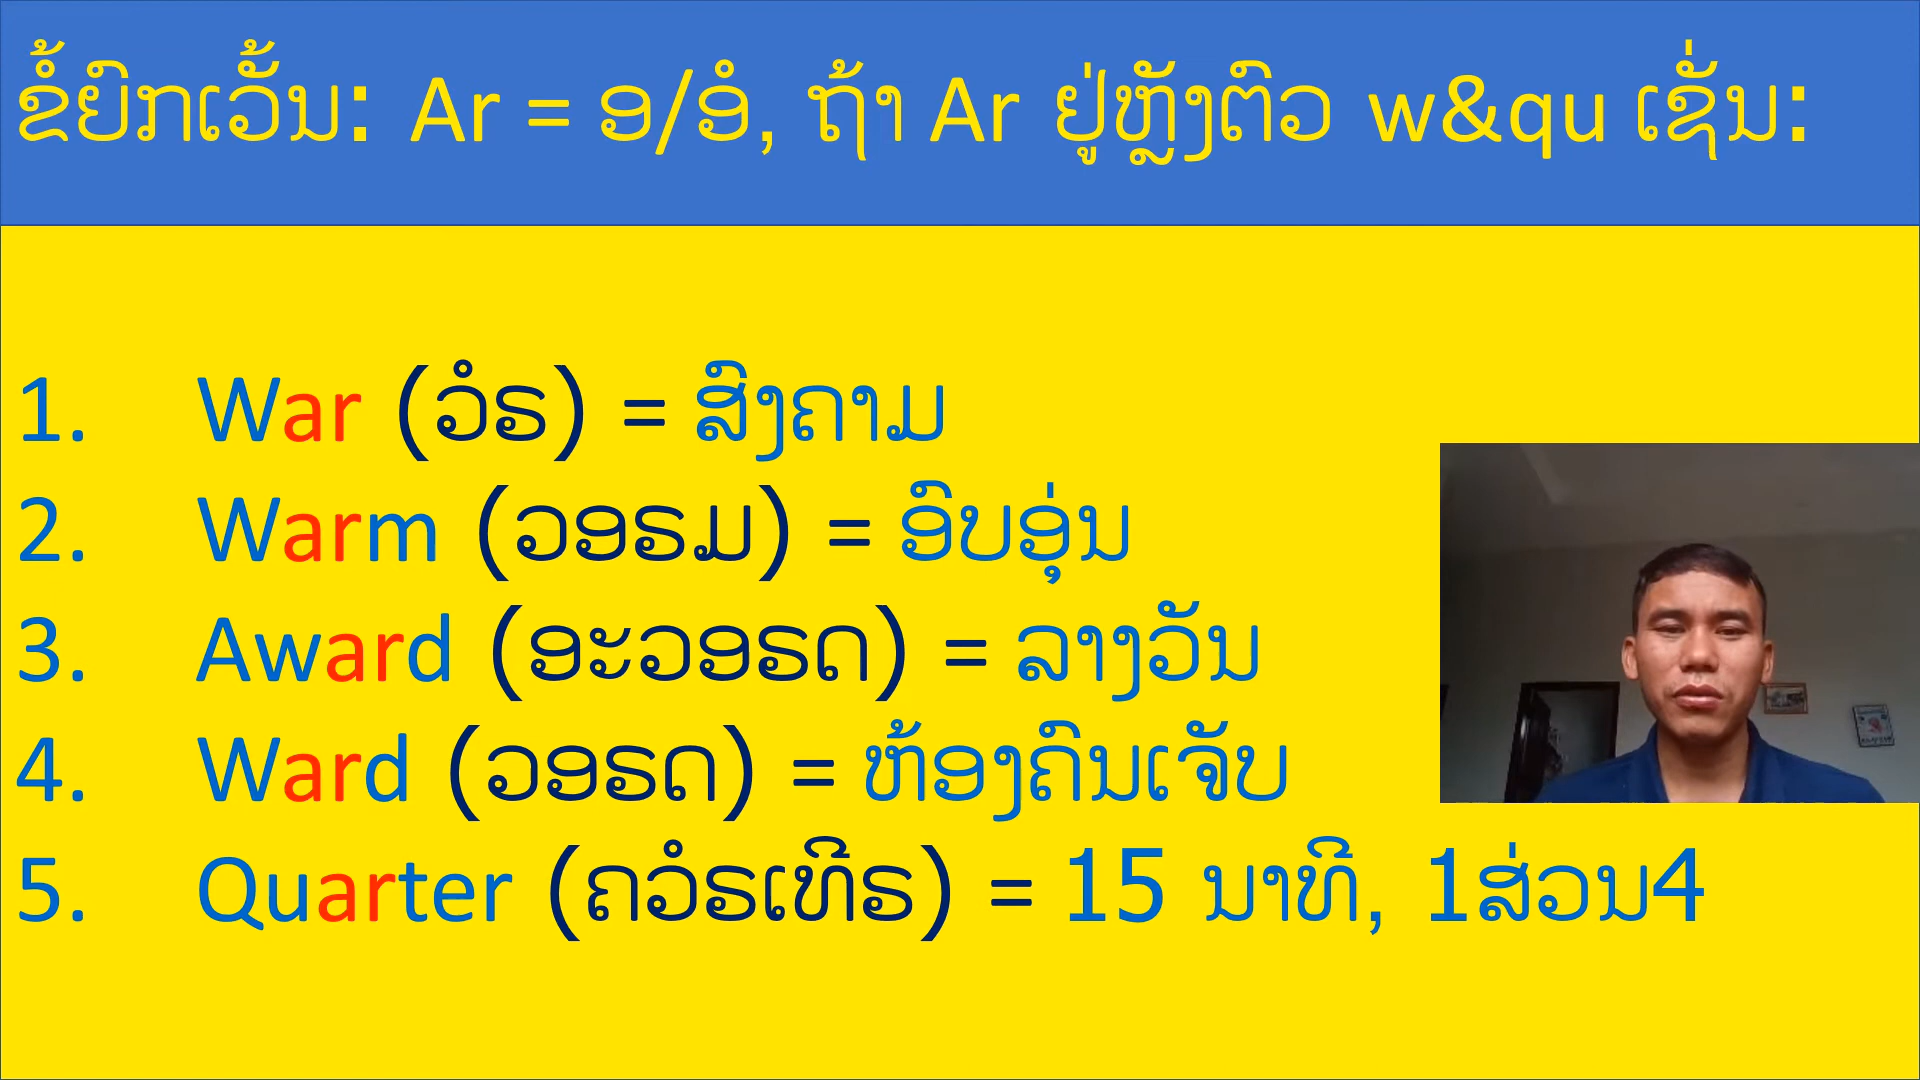 ຂໍ້ຍົກເວັ້ນ: Ar = ອ/ອໍ, ຖ້າ Ar ຢູ່ຫຼັງຕົວ w&qu ເຊັ່ນ:
1. War (ວໍຣ) = ສົງຄາມ
2. Warm (ວອຣມ) = ອົບອຸ່ນ
3. Award (ອະວອຣດ) = ລາງວັນ
4. Ward (ວອຣດ) = ຫ້ອງຄົນເຈັບ
5. Quarter (ຄວໍຣເທີຣ) = 15 ນາທີ, 1ສ່ວນ4